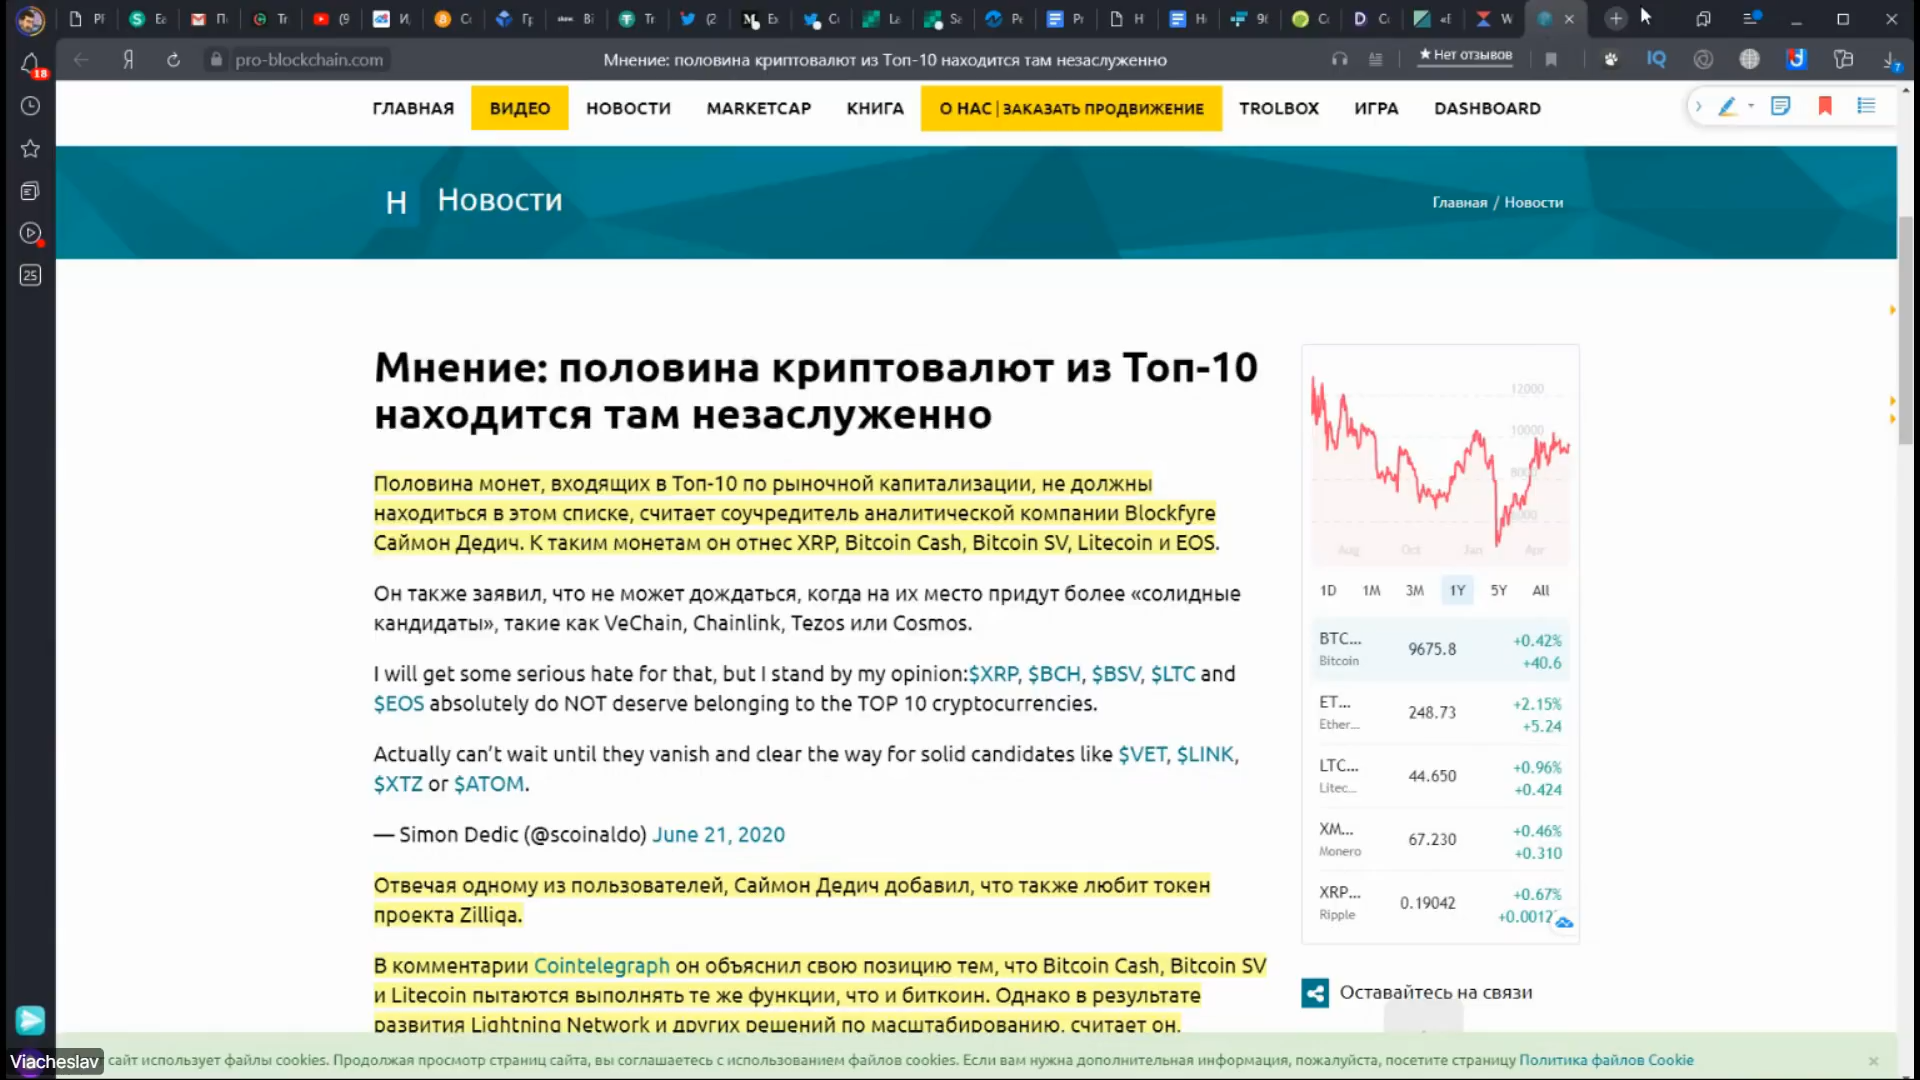 pro-blockchain.com
Мнение: половина криптовалют из Топ-10 находится там незаслуженно
★Нет отзывов
18
25
ГЛАВНАЯ ВИДЕО НОВОСТИ MARKETCAP КНИГА О НАС | ЗАКАЗАТЬ ПРОДВИЖЕНИЕ TROLBOX ИГРА DASHBOARD
Н Новости
Главная / Новости
Мнение: половина криптовалют из Топ-10
находится там незаслуженно
Половина монет, входящих в Топ-10 по рыночной капитализации, не должны
находиться в этом списке, считает соучредитель аналитической компании Blockfyre
Саймон Дедич. К таким монетам он отнес XRP, Bitcoin Cash, Bitcoin SV, Litecoin и EOS.
Он также заявил, что не может дождаться, когда на их место придут более «солидные
кандидаты», такие как VeChain, Chainlink, Tezos или Cosmos.
I will get some serious hate for that, but I stand by my opinion:$XRP, $BCH, $BSV, $LTC and
$EOS absolutely do NOT deserve belonging to the TOP 10 cryptocurrencies.
Actually can’t wait until they vanish and clear the way for solid candidates like $VET, $LINK,
$XTZ or $ATOM.
— Simon Dedic (@scoinaldo) June 21, 2020
Отвечая одному из пользователей, Саймон Дедич добавил, что также любит токен
проекта Zilliqa.
В комментарии Cointelegraph он объяснил свою позицию тем, что Bitcoin Cash, Bitcoin SV
и Litecoin пытаются выполнять те же функции, что и биткоин. Однако в результате
развития Lightning Network и других решений по масштабированию, считает он,
12000
10000
8000
6000
Aug Oct Jan Apr
1D 1M 3M 1Y 5Y All
BTC... 9675.8 +0.42%
Bitcoin +40.6
ET... 248.73 +2.15%
Ether... +5.24
LTC... 44.650 +0.96%
Litec... +0.424
XM... 67.230 +0.46%
Monero +0.310
XRP... 0.19042 +0.67%
Ripple
Оставайтесь на связи
сайт использует файлы cookies. Продолжая просмотр страниц сайта, вы соглашаетесь с использованием файлов cookies. Если вам нужна дополнительная информация, пожалуйста, посетите страницу Политика файлов Cookie
Viacheslav